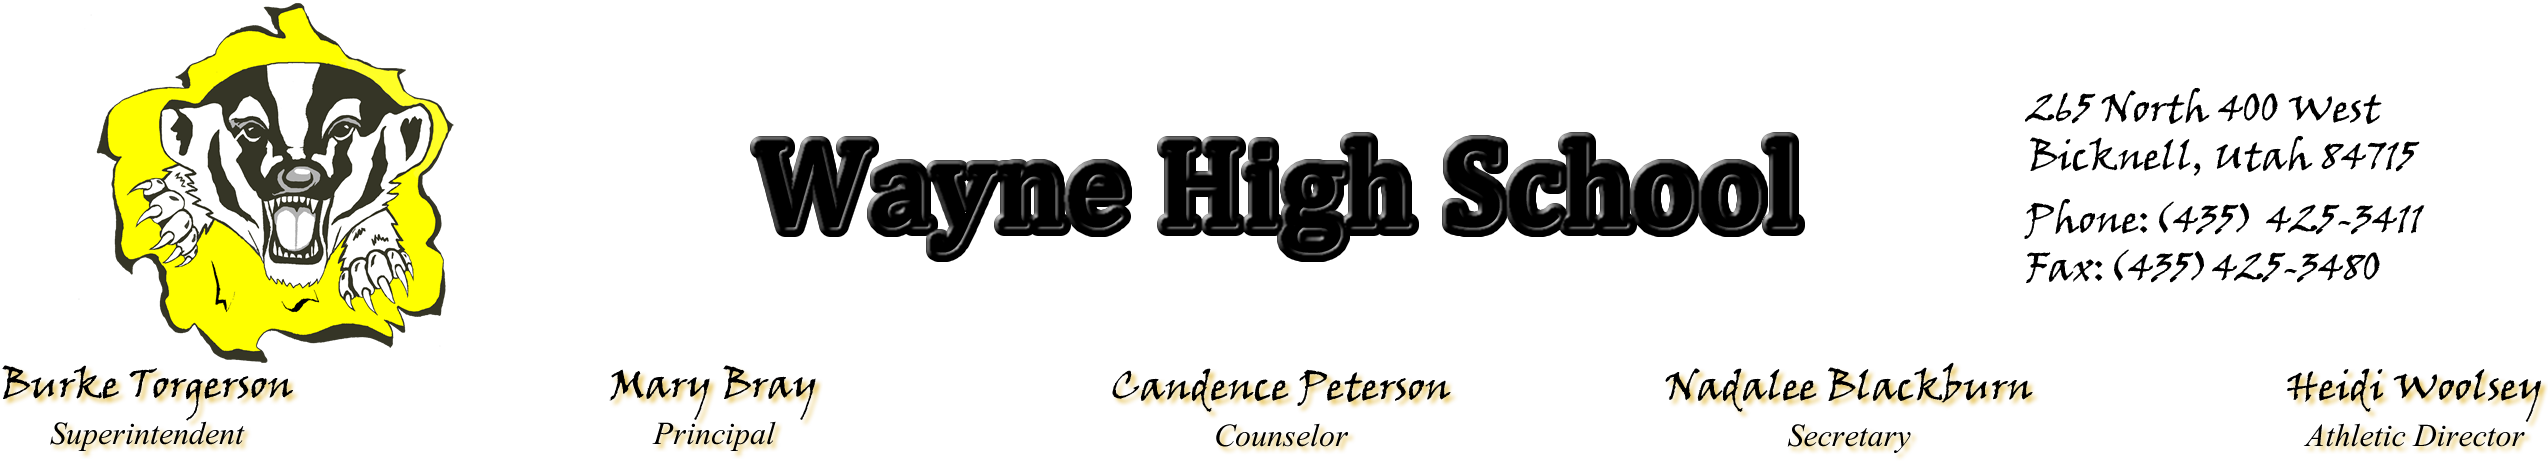 Wayne High School
265 North 400 West
Bicknell, Utah 84715
Phone: (435) 425-3411
Fax: (435) 425-3480
Burke Torgerson
Superintendent
Mary Bray
Principal
Candence Peterson
Counselor
Nadalee Blackburn
Secretary
Heidi Woolsey
Athletic Director